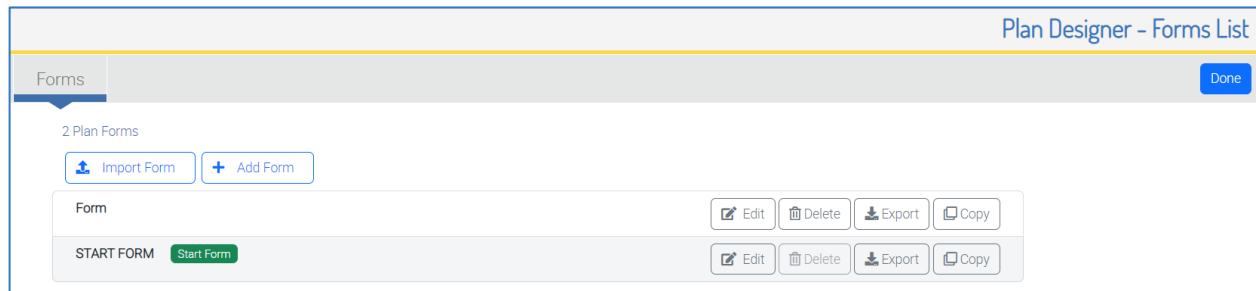 Plan Designer - Forms List
Forms
Done
2 Plan Forms
Import Form
Add Form
Form
Edit
Delete
Export
Copy
START FORM
Start Form
Edit
Delete
Export
Copy